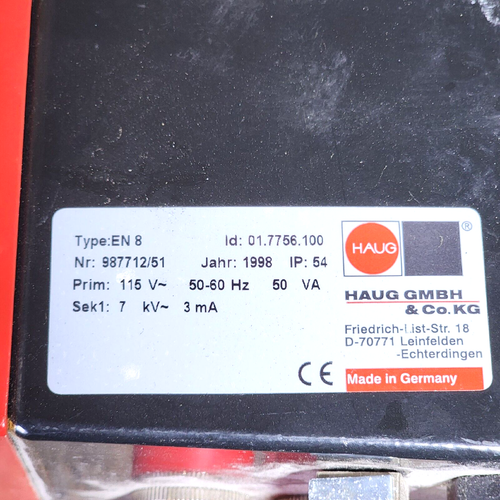 Type:EN 8 Id: 01.7756.100
Nr: 987712/51 Jahr: 1998 IP: 54
Prim: 115 V~ 50-60 Hz 50 VA
Sek1: 7 kV~ 3 mA
HAUG
®
HAUG GMBH
& CO. KG
Friedrich-List-Str. 18
D-70771 Leinfelden
-Echterdingen
CE
Made in Germany